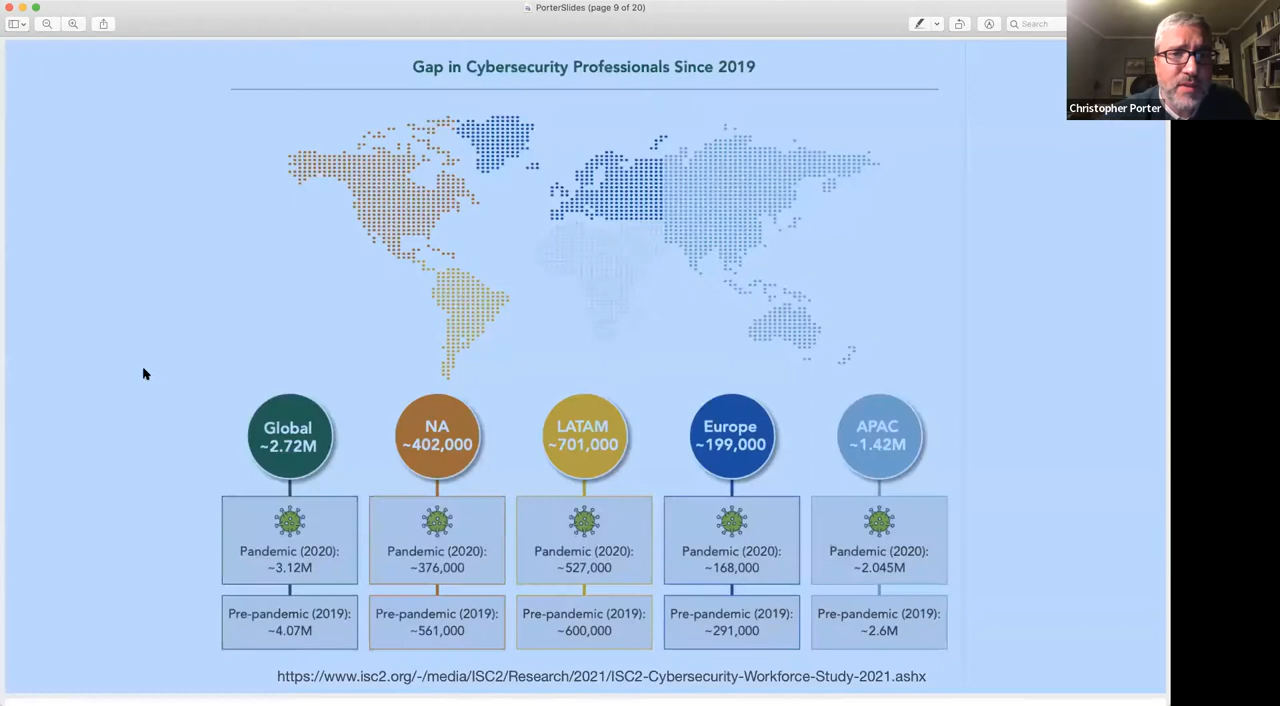 PorterSlides (page 9 of 20)
Search
Christopher Porter
Gap in Cybersecurity Professionals Since 2019
Global
~2.72M
NA
~402,000
LATAM
~701,000
Europe
~199,000
APAC
~1.42M
Pandemic (2020):
~3.12M
Pandemic (2020):
~376,000
Pandemic (2020):
~527,000
Pandemic (2020):
~168,000
Pandemic (2020):
~2.045M
Pre-pandemic (2019):
~4.07M
Pre-pandemic (2019):
~561,000
Pre-pandemic (2019):
~600,000
Pre-pandemic (2019):
~291,000
Pre-pandemic (2019):
~2.6M
https://www.isc2.org/-/media/ISC2/Research/2021/ISC2-Cybersecurity-Workforce-Study-2021.ashx